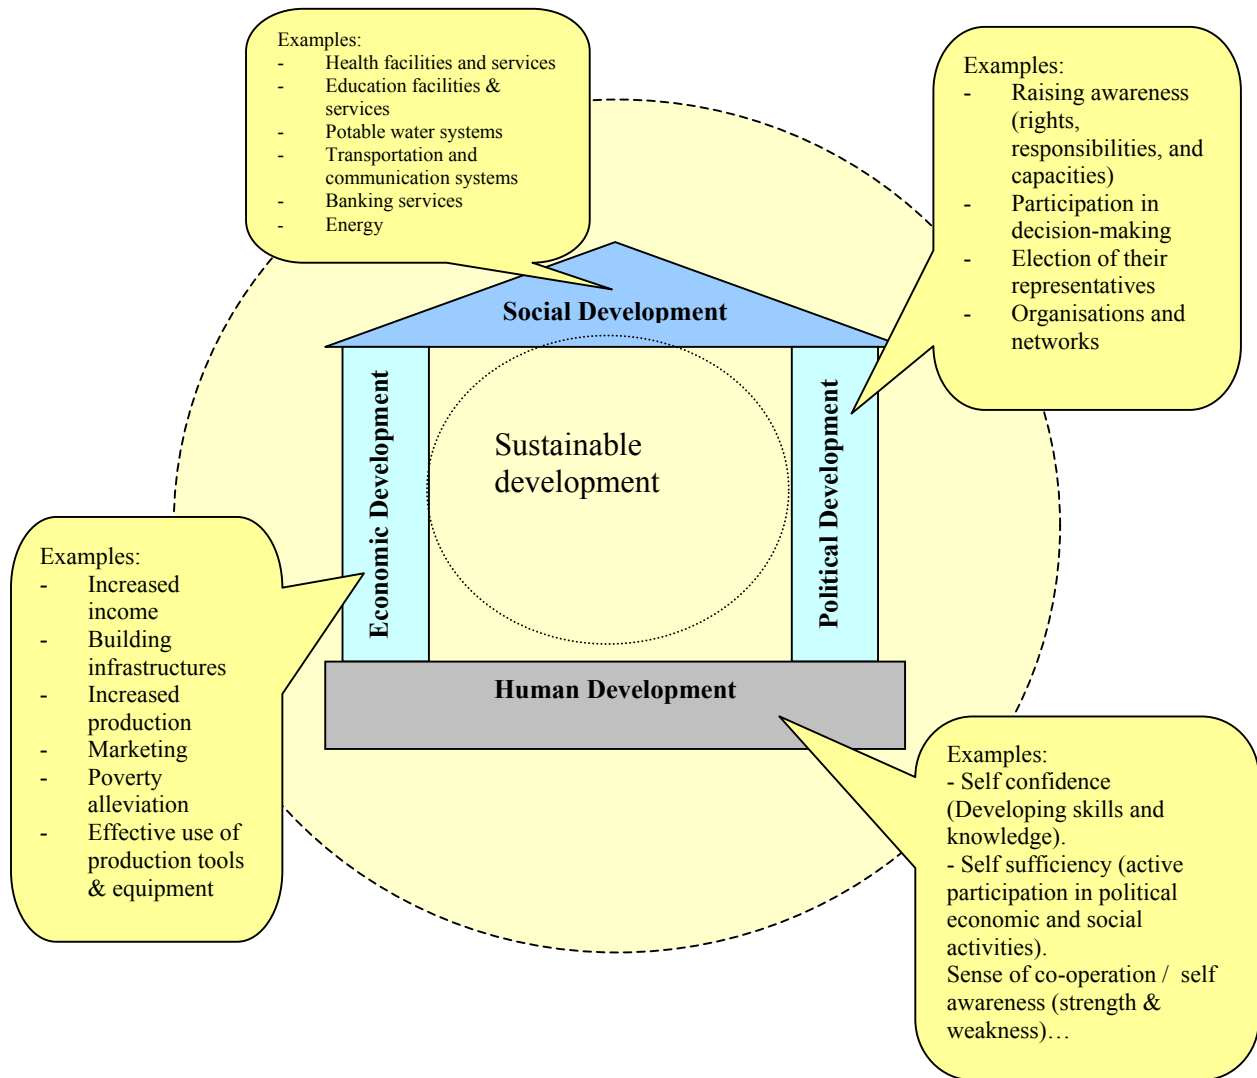 Examples:
- Health facilities and services
- Education facilities &
services
- Potable water systems
- Transportation and
communication systems
- Banking services
- Energy
Examples:
- Raising awareness
(rights,
responsibilities, and
capacities)
- Participation in
decision-making
- Election of their
representatives
- Organisations and
networks
Social Development
Economic Development
Sustainable
development
Political Development
Human Development
Examples:
- Increased
income
- Building
infrastructures
- Increased
production
- Marketing
- Poverty
alleviation
- Effective use of
production tools
& equipment
Examples:
- Self confidence
(Developing skills and
knowledge).
- Self sufficiency (active
participation in political
economic and social
activities).
Sense of co-operation / self
awareness (strength &
weakness)…